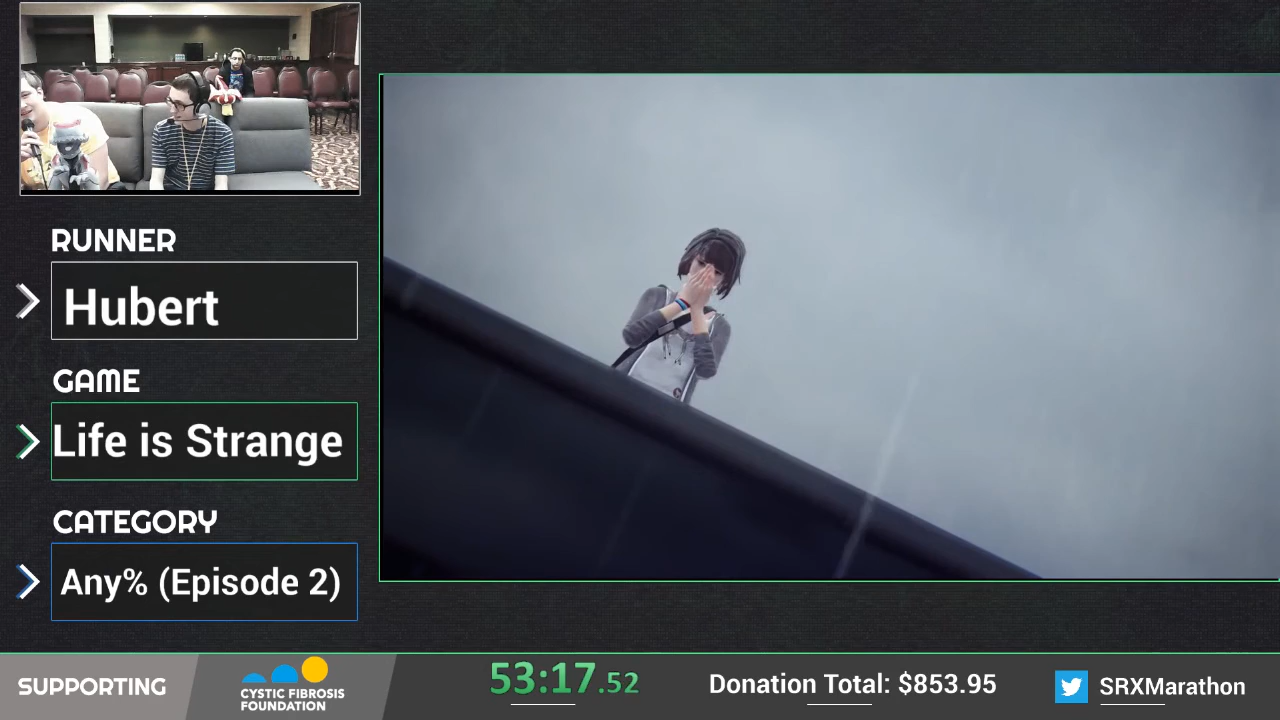 RUNNER
Hubert
GAME
Life is Strange
CATEGORY
Any% (Episode 2)
SUPPORTING
CYSTIC FIBROSIS
FOUNDATION
53:17.52
Donation Total: $853.95
SRXMarathon